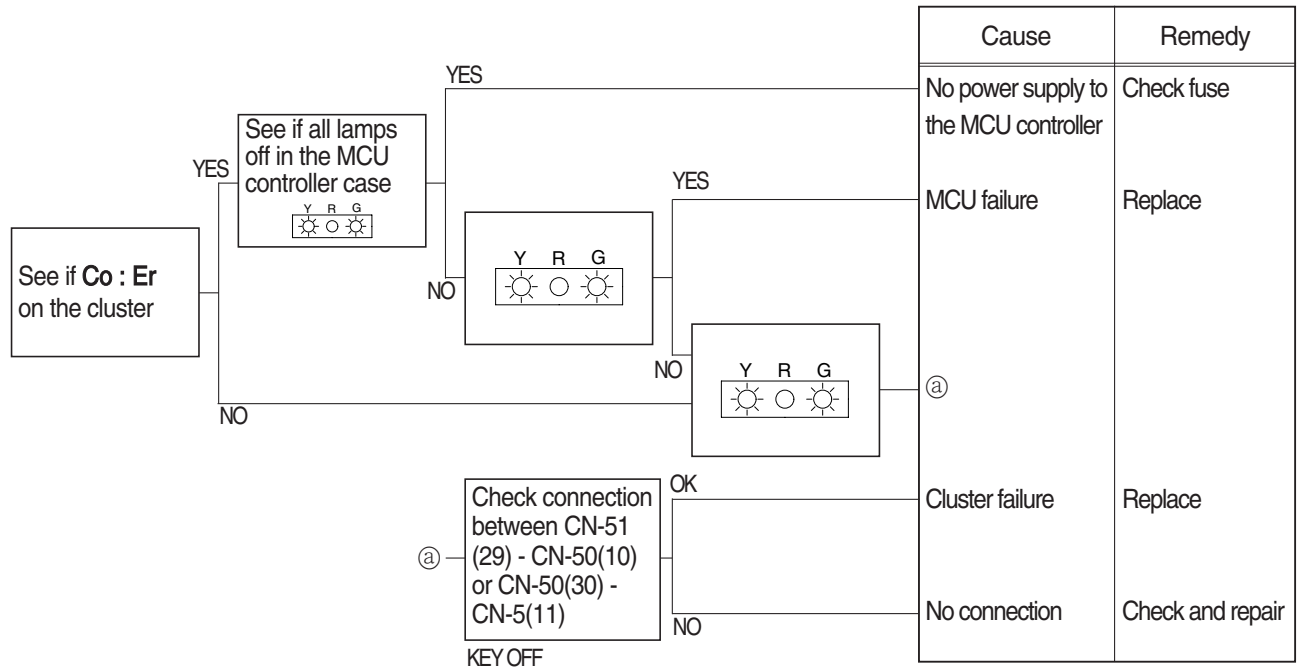 Cause
Remedy
YES
No power supply to
the MCU controller
Check fuse
See if all lamps
off in the MCU
controller case
Y R G
YES
YES
MCU failure
Replace
See if Co : Er
on the cluster
Y R G
NO
NO
Y R G
ⓐ
NO
Check connection
between CN-51
(29) - CN-50(10)
or CN-50(30) -
CN-5(11)
ⓐ
OK
Cluster failure
Replace
NO
No connection
Check and repair
KEY OFF